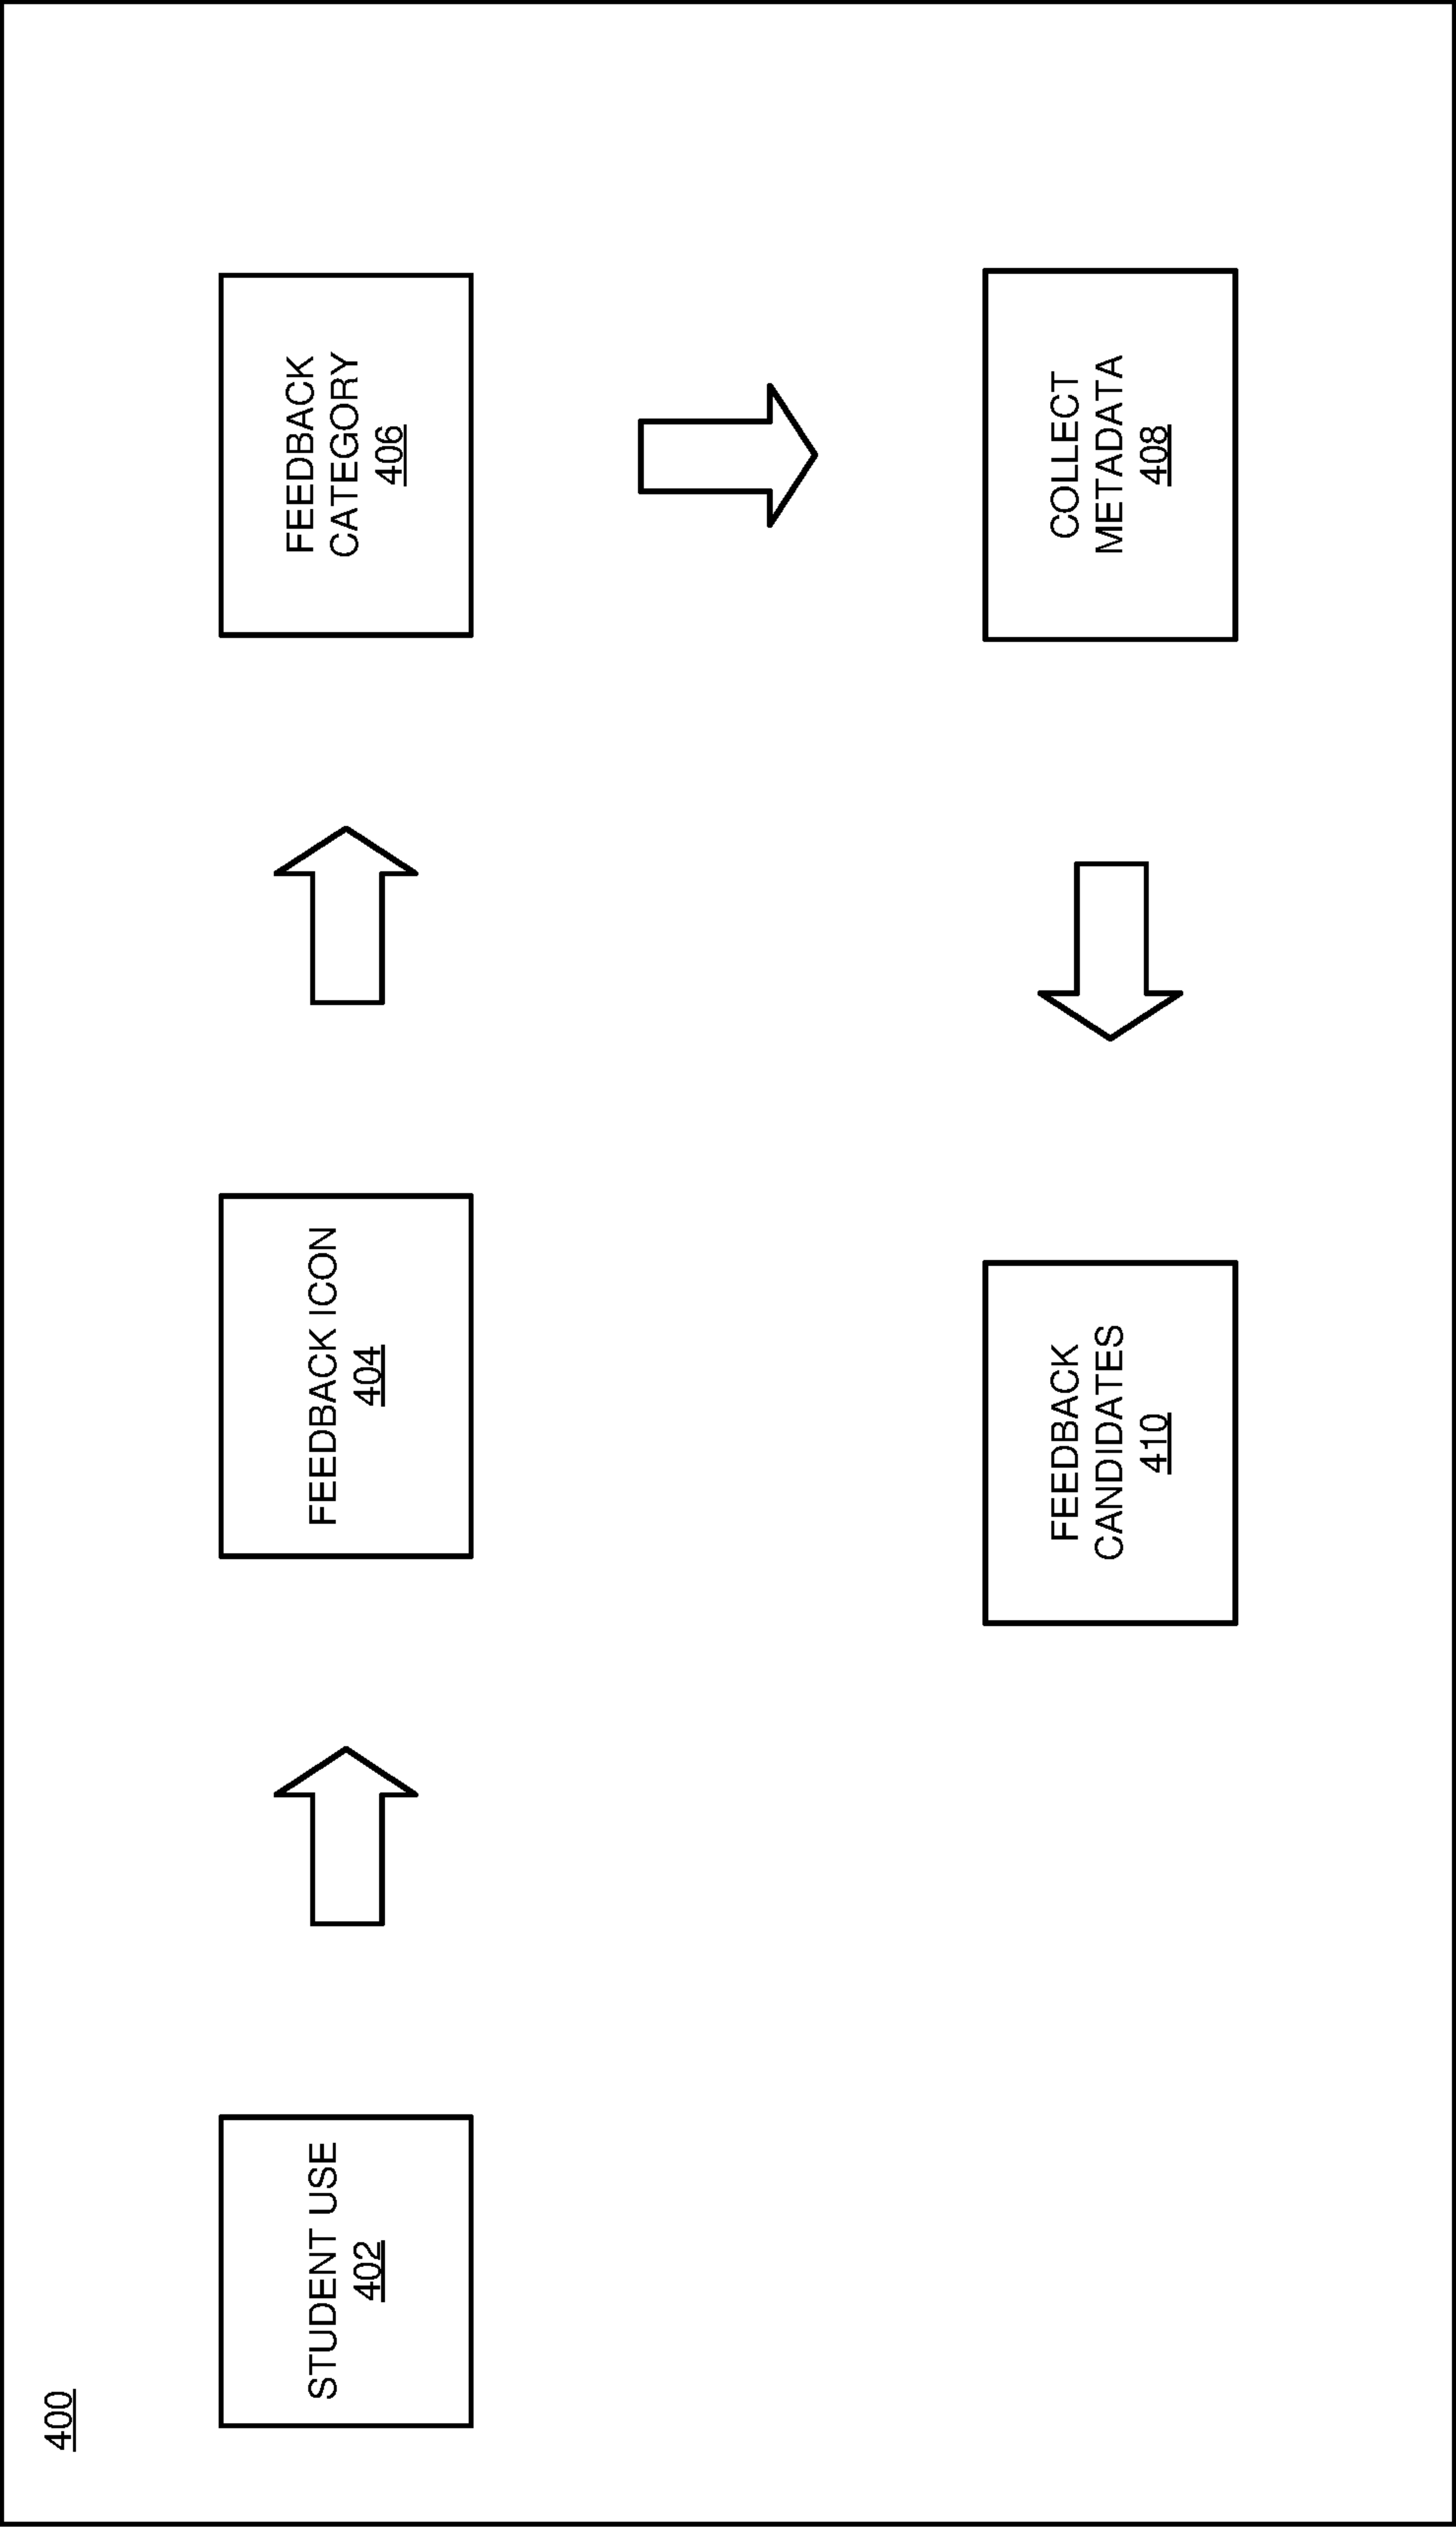 400
STUDENT USE
402
FEEDBACK ICON
404
FEEDBACK
CATEGORY
406
COLLECT
METADATA
408
FEEDBACK
CANDIDATES
410